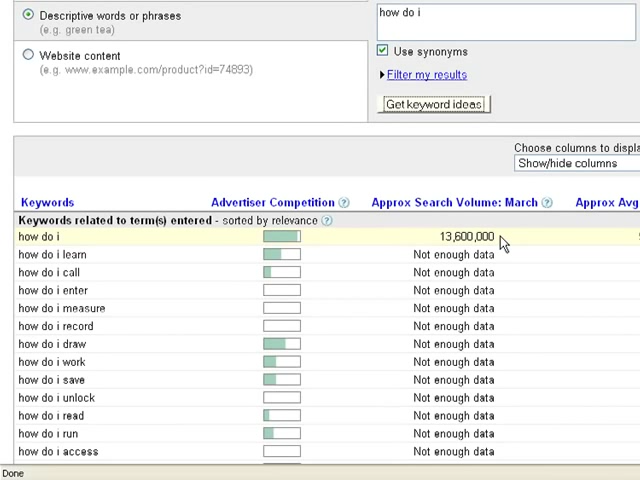 Descriptive words or phrases
(e.g. green tea)
Website content
(e.g. www.example.com/product?id=74893)
how do i
Use synonyms
Filter my results
Get keyword ideas
Choose columns to displa
Show/hide columns
Keywords Advertiser Competition ? Approx Search Volume: March ? Approx Avg
Keywords related to term(s) entered - sorted by relevance ?
how do i 13,600,000
how do i learn Not enough data
how do i call Not enough data
how do i enter Not enough data
how do i measure Not enough data
how do i record Not enough data
how do i draw Not enough data
how do i work Not enough data
how do i save Not enough data
how do i unlock Not enough data
how do i read Not enough data
how do i run Not enough data
how do i access Not enough data
Done